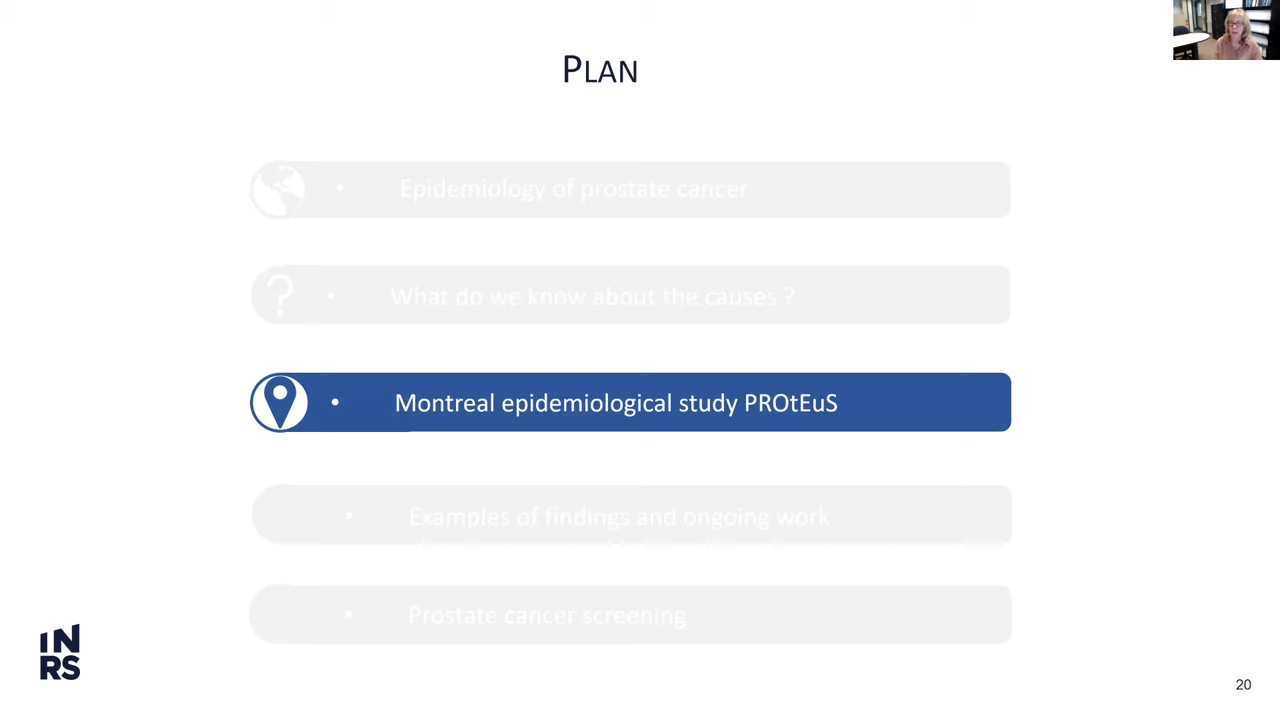 PLAN
• Epidemiology of prostate cancer
• What do we know about the causes ?
• Montreal epidemiological study PROtEuS
• Examples of findings and ongoing work
• Prostate cancer screening
INRS
20